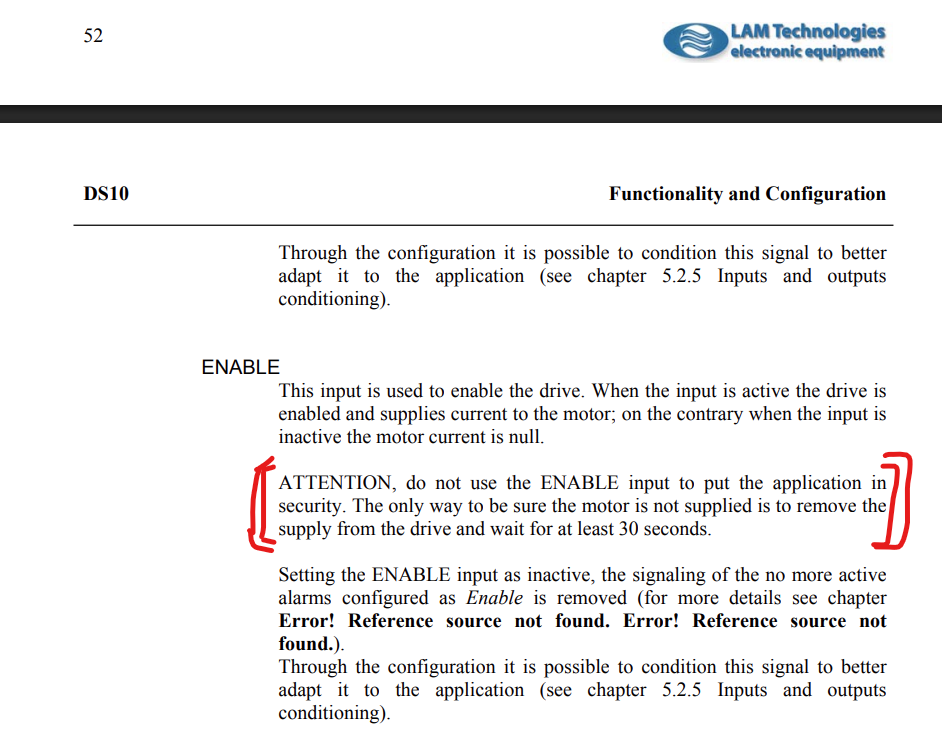 52
LAM Technologies
electronic equipment
DS10
Functionality and Configuration
Through the configuration it is possible to condition this signal to better
adapt it to the application (see chapter 5.2.5 Inputs and outputs
conditioning).
ENABLE
This input is used to enable the drive. When the input is active the drive is
enabled and supplies current to the motor; on the contrary when the input is
inactive the motor current is null.
ATTENTION, do not use the ENABLE input to put the application in
security. The only way to be sure the motor is not supplied is to remove the
supply from the drive and wait for at least 30 seconds.
Setting the ENABLE input as inactive, the signaling of the no more active
alarms configured as Enable is removed (for more details see chapter
Error! Reference source not found. Error! Reference source not
found.).
Through the configuration it is possible to condition this signal to better
adapt it to the application (see chapter 5.2.5 Inputs and outputs
conditioning).